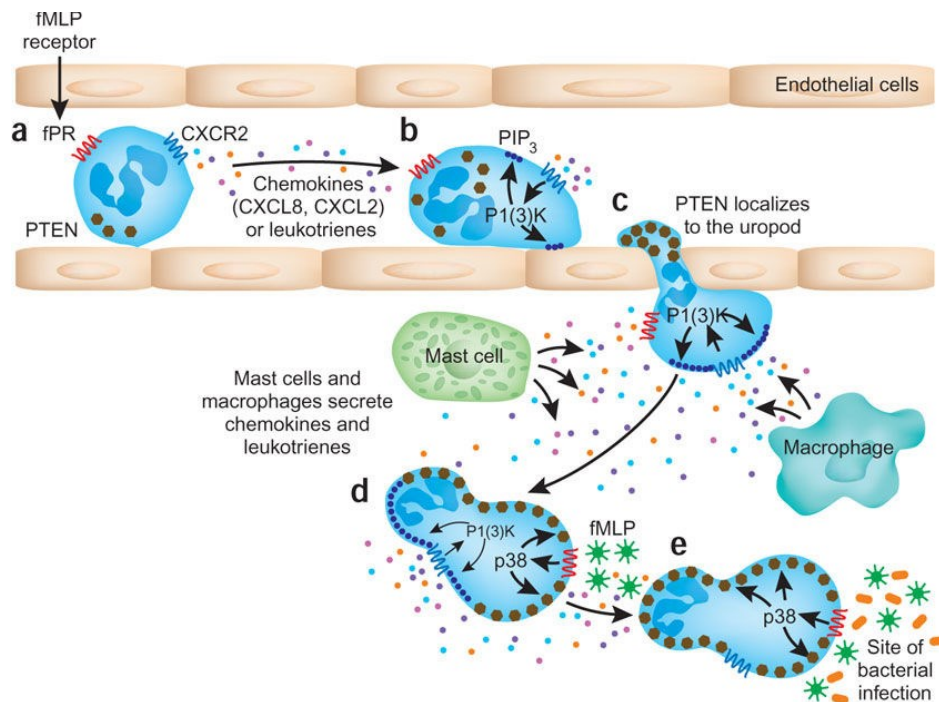 fMLP
receptor
Endothelial cells
a
fPR
CXCR2
PTEN
Chemokines
(CXCL8, CXCL2)
or leukotrienes
b
PIP3
P1(3)K
c
PTEN localizes
to the uropod
P1(3)K
Mast cell
Mast cells and
macrophages secrete
chemokines and
leukotrienes
Macrophage
d
P1(3)K
p38
fMLP
e
p38
Site of
bacterial
infection